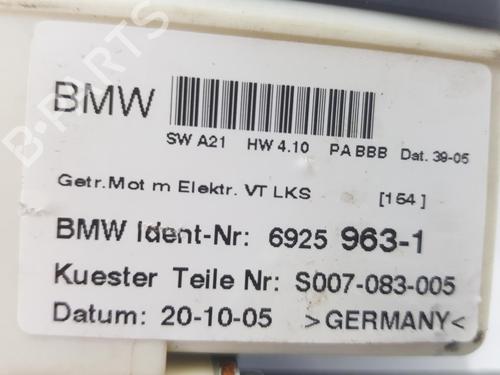 BMW
SW A21 HW 4.10 PA BBB Dat. 39-05
Getr.Mot m Elektr. VT LKS [154]
BMW Ident-Nr: 6925 963-1
Kuester Teile Nr: S007-083-005
Datum: 20-10-05 >GERMANY<
B-PARTS